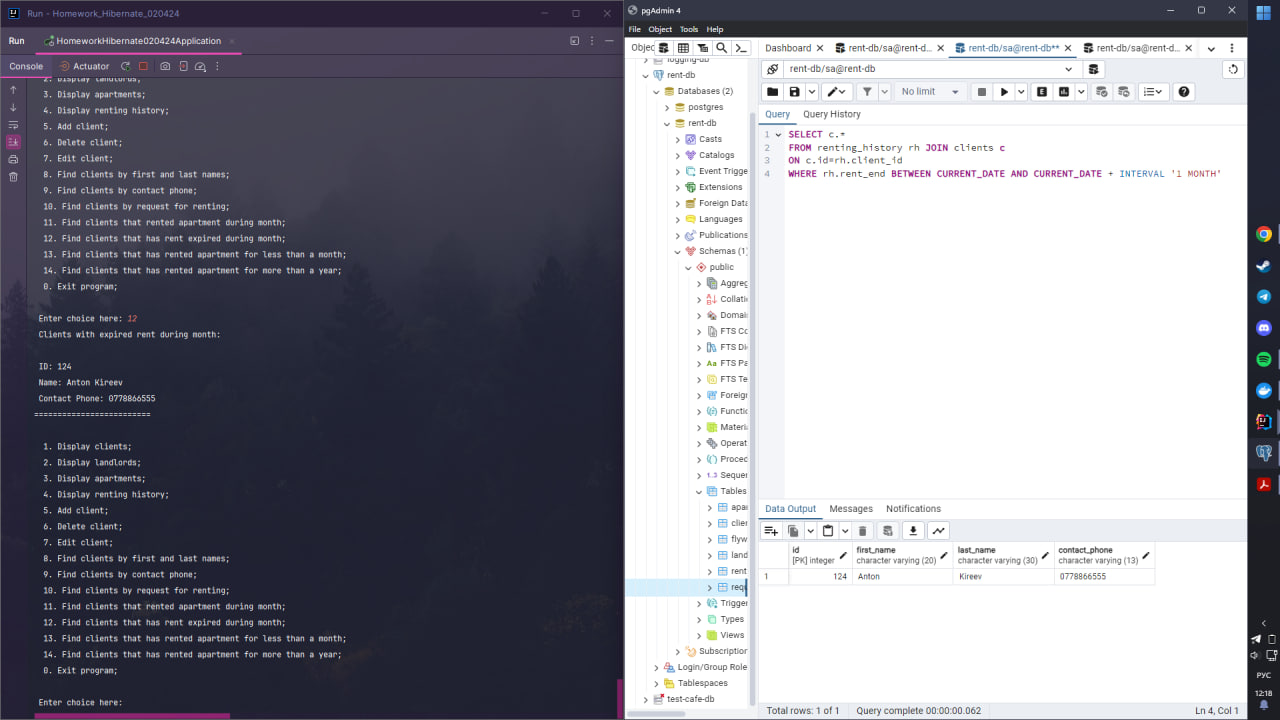 Run - Homework_Hibernate_020424
Run
HomeworkHibernate020424Application
Console
Actuator
2. Display landlords;
3. Display apartments;
4. Display renting history;
5. Add client;
6. Delete client;
7. Edit client;
8. Find clients by first and last names;
9. Find clients by contact phone;
10. Find clients by request for renting;
11. Find clients that rented apartment during month;
12. Find clients that has rent expired during month;
13. Find clients that has rented apartment for less than a month;
14. Find clients that has rented apartment for more than a year;
0. Exit program;
Enter choice here: 12
Clients with expired rent during month:
ID: 124
Name: Anton Kireev
Contact Phone: 0778866555
=========================
1. Display clients;
2. Display landlords;
3. Display apartments;
4. Display renting history;
5. Add client;
6. Delete client;
7. Edit client;
8. Find clients by first and last names;
9. Find clients by contact phone;
10. Find clients by request for renting;
11. Find clients that rented apartment during month;
12. Find clients that has rent expired during month;
13. Find clients that has rented apartment for less than a month;
14. Find clients that has rented apartment for more than a year;
0. Exit program;
Enter choice here:
pgAdmin 4
File Object Tools Help
Objec
logging-db
rent-db
Databases (2)
postgres
rent-db
Casts
Catalogs
Event Trigge
Extensions
Foreign Data
Languages
Publications
Schemas (1)
public
Aggreg
Collatio
Domai
FTS Co
FTS Di
FTS Pa
FTS Te
Foreig
Functio
Materi
Operat
Proced
1..3 Sequer
Tables
apar
clie
flyw
land
rent
requ
Trigger
Types
Views
Subscription
Login/Group Role
Tablespaces
test-cafe-db
Dashboard
rent-db/sa@rent-d...
rent-db/sa@rent-db**
rent-db/sa@rent-d...
rent-db/sa@rent-db
No limit
Query Query History
1 SELECT c.*
2 FROM renting_history rh JOIN clients c
3 ON c.id=rh.client_id
4 WHERE rh.rent_end BETWEEN CURRENT_DATE AND CURRENT_DATE + INTERVAL '1 MONTH'
Data Output Messages Notifications
id first_name last_name contact_phone
[PK] integer character varying (20) character varying (30) character varying (13)
1 124 Anton Kireev 0778866555
Total rows: 1 of 1 Query complete 00:00:00.062 Ln 4, Col 1
РУС
12:18